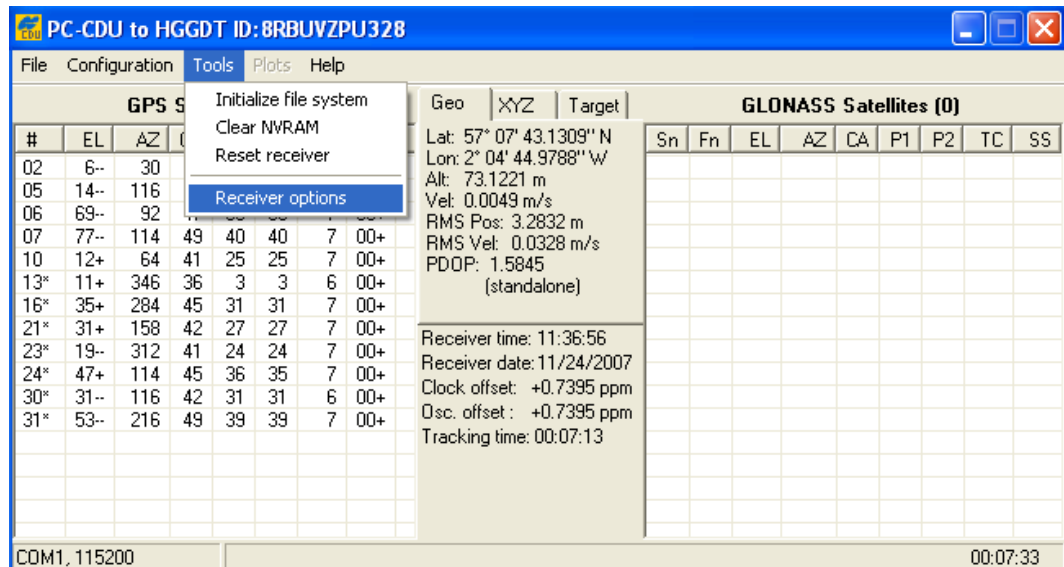 PC-CDU to HGGDT ID:8RBUVZPU328
File Configuration Tools Plots Help
Initialize file system
Clear NVRAM
Reset receiver
Receiver options
GPS S
# EL AZ
02 6-- 30
05 14-- 116
06 69-- 92
07 77-- 114 49 40 40 7 00+
10 12+ 64 41 25 25 7 00+
13* 11+ 346 36 3 3 6 00+
16* 35+ 284 45 31 31 7 00+
21* 31+ 158 42 27 27 7 00+
23* 19-- 312 41 24 24 7 00+
24* 47+ 114 45 36 35 7 00+
30* 31-- 116 42 31 31 6 00+
31* 53-- 216 49 39 39 7 00+
Geo XYZ Target
Lat: 57° 07' 43.1309'' N
Lon: 2° 04' 44.9788'' W
Alt: 73.1221 m
Vel: 0.0049 m/s
RMS Pos: 3.2832 m
RMS Vel: 0.0328 m/s
PDOP: 1.5845
(standalone)
Receiver time: 11:36:56
Receiver date: 11/24/2007
Clock offset: +0.7395 ppm
Osc. offset : +0.7395 ppm
Tracking time: 00:07:13
GLONASS Satellites (0)
Sn Fn EL AZ CA P1 P2 TC SS
COM1, 115200
00:07:33